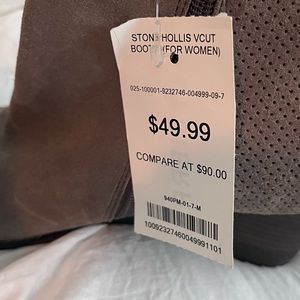 STONE HOLLIS VCUT
BOOTS (FOR WOMEN)
025-100001-9232746-004999-09-7
$49.99
COMPARE AT $90.00
940PM-01-7-M
10092327460049991101